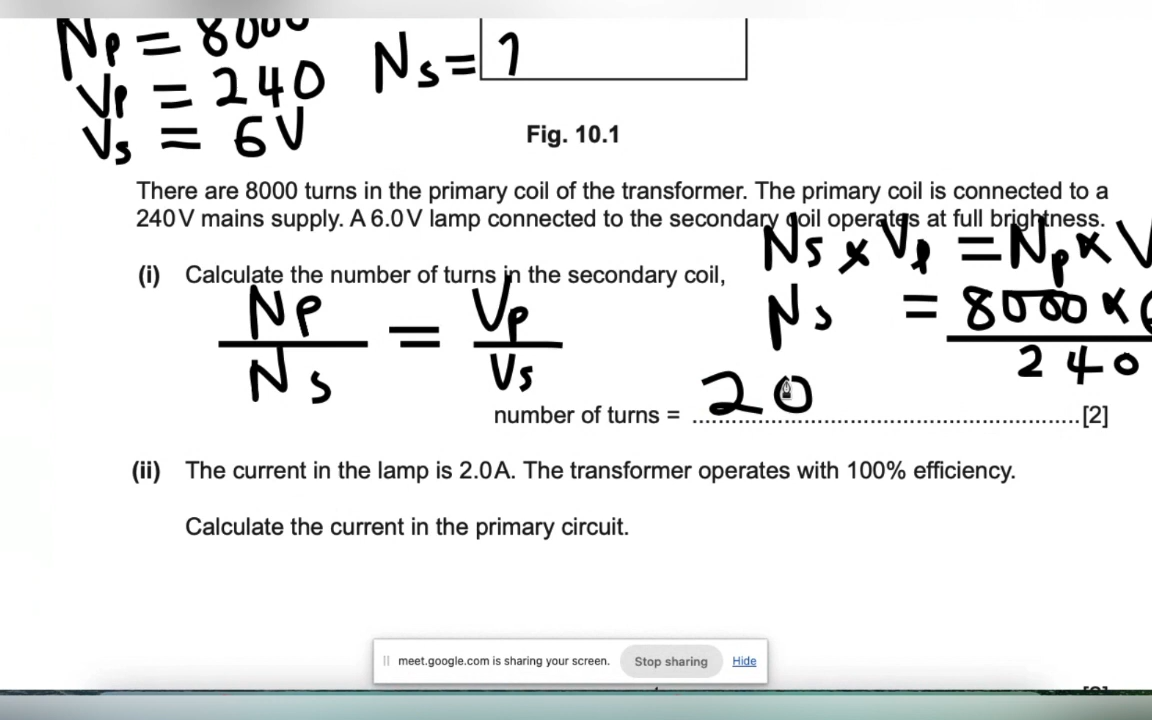 Np = 8000
Vp = 240
Vs = 6V
Ns = ?
Fig. 10.1
There are 8000 turns in the primary coil of the transformer. The primary coil is connected to a
240V mains supply. A 6.0V lamp connected to the secondary coil operates at full brightness.
Ns x Vp = Np x V
(i) Calculate the number of turns in the secondary coil,
Ns = 8000 x
240
Np = Vp
Ns Vs
20
number of turns = ........ [2]
(ii) The current in the lamp is 2.0A. The transformer operates with 100% efficiency.
Calculate the current in the primary circuit.
meet.google.com is sharing your screen. Stop sharing Hide